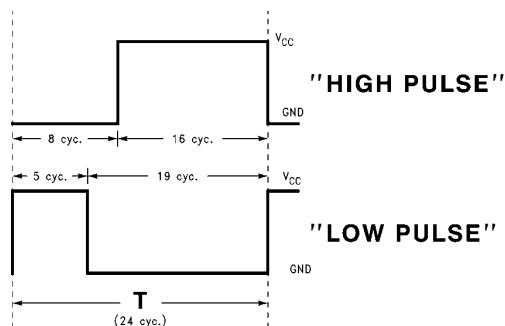 VCC
"HIGH PULSE"
GND
8 cyc. 16 cyc.
5 cyc. 19 cyc.
VCC
"LOW PULSE"
GND
T
(24 cyc.)